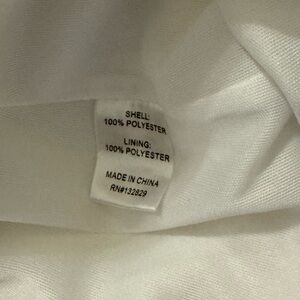 SHELL:
100% POLYESTER
LINING:
100% POLYESTER
MADE IN CHINA
RN#132829